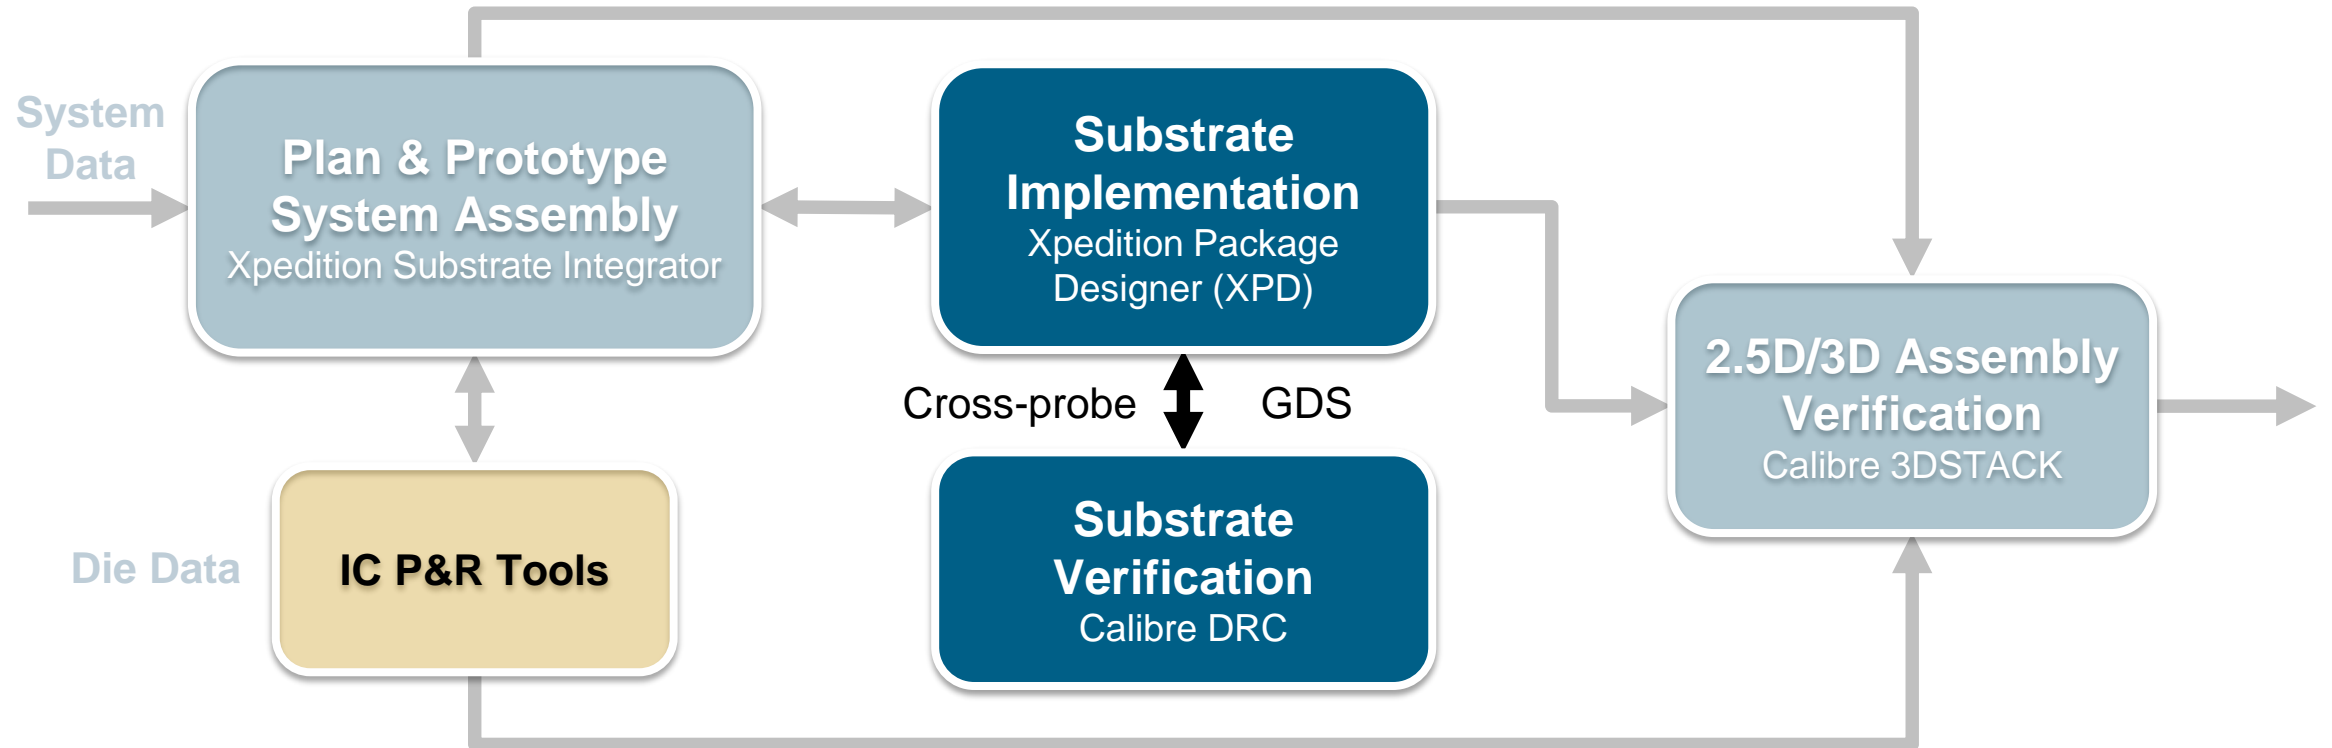 System
Data
Plan & Prototype
System Assembly
Xpedition Substrate Integrator
Substrate
Implementation
Xpedition Package
Designer (XPD)
2.5D/3D Assembly
Verification
Calibre 3DSTACK
Cross-probe
GDS
Die Data
IC P&R Tools
Substrate
Verification
Calibre DRC